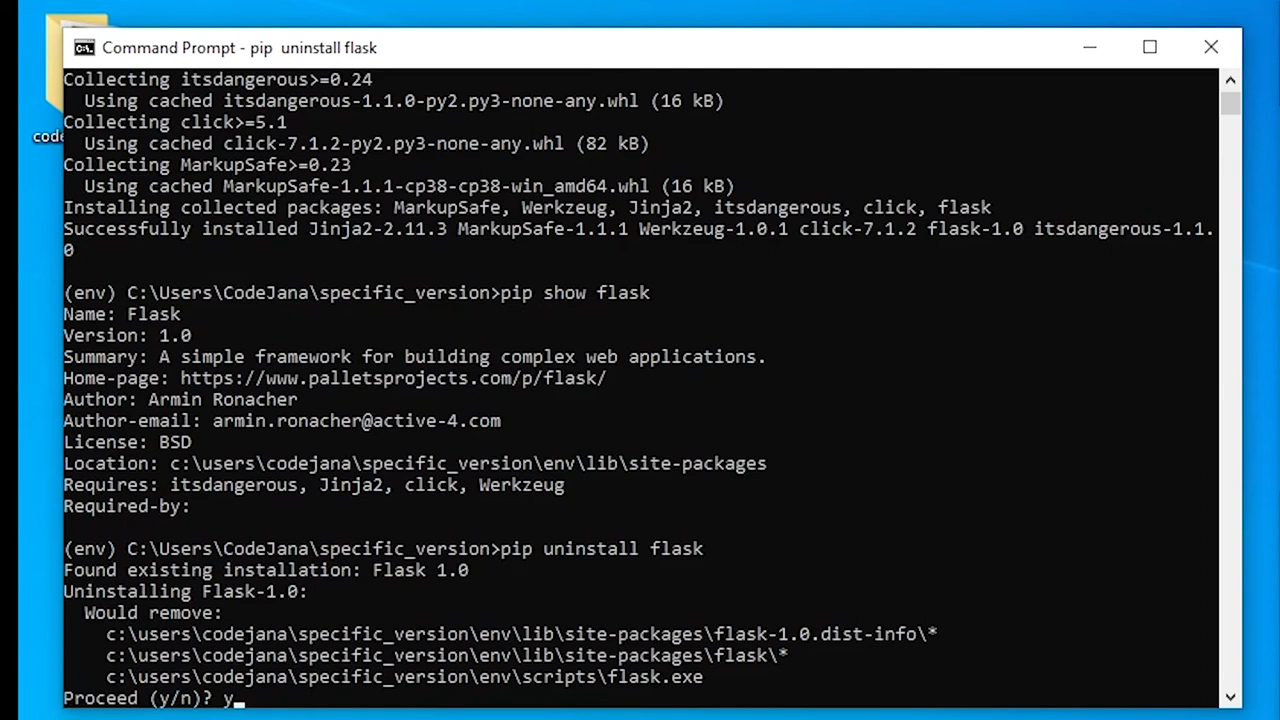 Command Prompt - pip  uninstall flask
Collecting itsdangerous>=0.24
  Using cached itsdangerous-1.1.0-py2.py3-none-any.whl (16 kB)
Collecting click>=5.1
  Using cached click-7.1.2-py2.py3-none-any.whl (82 kB)
Collecting MarkupSafe>=0.23
  Using cached MarkupSafe-1.1.1-cp38-cp38-win_amd64.whl (16 kB)
Installing collected packages: MarkupSafe, Werkzeug, Jinja2, itsdangerous, click, flask
Successfully installed Jinja2-2.11.3 MarkupSafe-1.1.1 Werkzeug-1.0.1 click-7.1.2 flask-1.0 itsdangerous-1.1.
0
(env) C:\Users\CodeJana\specific_version>pip show flask
Name: Flask
Version: 1.0
Summary: A simple framework for building complex web applications.
Home-page: https://www.palletsprojects.com/p/flask/
Author: Armin Ronacher
Author-email: armin.ronacher@active-4.com
License: BSD
Location: c:\users\codejana\specific_version\env\lib\site-packages
Requires: itsdangerous, Jinja2, click, Werkzeug
Required-by:
(env) C:\Users\CodeJana\specific_version>pip uninstall flask
Found existing installation: Flask 1.0
Uninstalling Flask-1.0:
  Would remove:
    c:\users\codejana\specific_version\env\lib\site-packages\flask-1.0.dist-info\*
    c:\users\codejana\specific_version\env\lib\site-packages\flask\*
    c:\users\codejana\specific_version\env\scripts\flask.exe
Proceed (y/n)? y